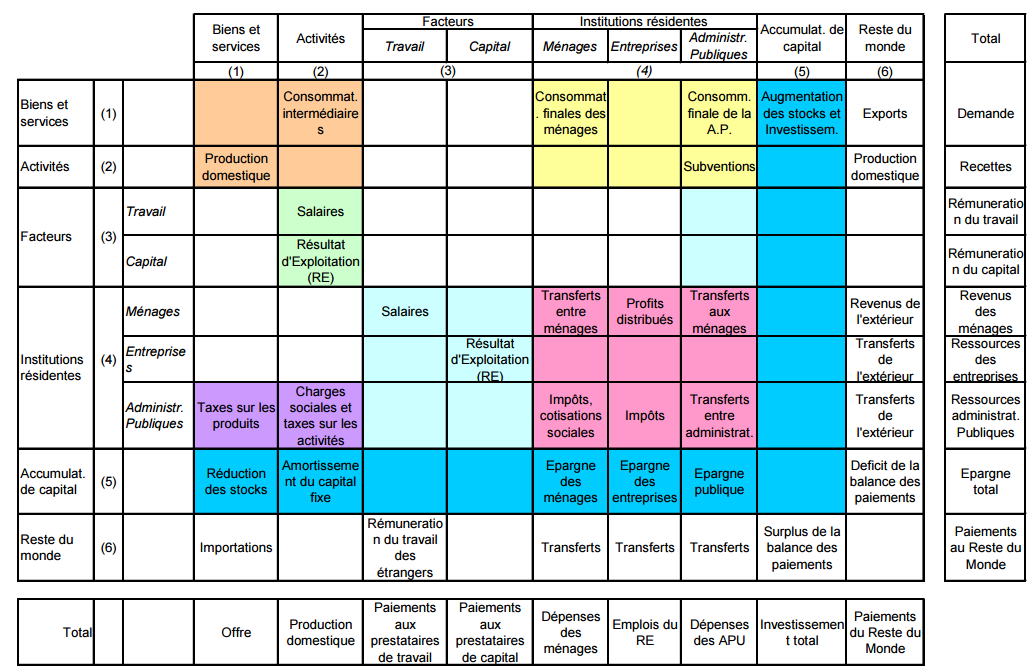 Biens et services
Activités
Facteurs
Travail
Capital
Institutions résidentes
Ménages
Entreprises
Administr. Publiques
Accumulat. de capital
Reste du monde
Total
(1)
(2)
(3)
(4)
(5)
(6)
Biens et services
(1)
Consommat. intermédiaire
s
Consommat
. finales des ménages
Consomm. finale de la A.P.
Augmentation des stocks et Investissem.
Exports
Demande
Activités
(2)
Production domestique
Subventions
Production domestique
Recettes
Facteurs
(3)
Travail
Salaires
Rémunératio
n du travail
Capital
Résultat d'Exploitation (RE)
Rémunératio
n du capital
Institutions résidentes
(4)
Ménages
Salaires
Transferts entre ménages
Profits distribués
Transferts aux ménages
Revenus de l'extérieur
Revenus des ménages
Entreprise
s
Résultat d'Exploitation (RE)
Transferts de l'extérieur
Ressources des entreprises
Administr. Publiques
Taxes sur les produits
Charges sociales et taxes sur les activités
Impôts, cotisations sociales
Impôts
Transferts entre administrat.
Transferts de l'extérieur
Ressources administrat. Publiques
Accumulat. de capital
(5)
Réduction des stocks
Amortisseme
nt du capital fixe
Epargne des ménages
Epargne des entreprises
Epargne publique
Deficit de la balance des paiements
Epargne total
Reste du monde
(6)
Importations
Rémunératio
n du travail des étrangers
Transferts
Transferts
Transferts
Surplus de la balance des paiements
Paiements au Reste du Monde
Total
Offre
Production domestique
Paiements aux prestataires de travail
Paiements aux prestataires de capital
Dépenses des ménages
Emplois du RE
Dépenses des APU
Investissemen
t total
Paiements du Reste du Monde